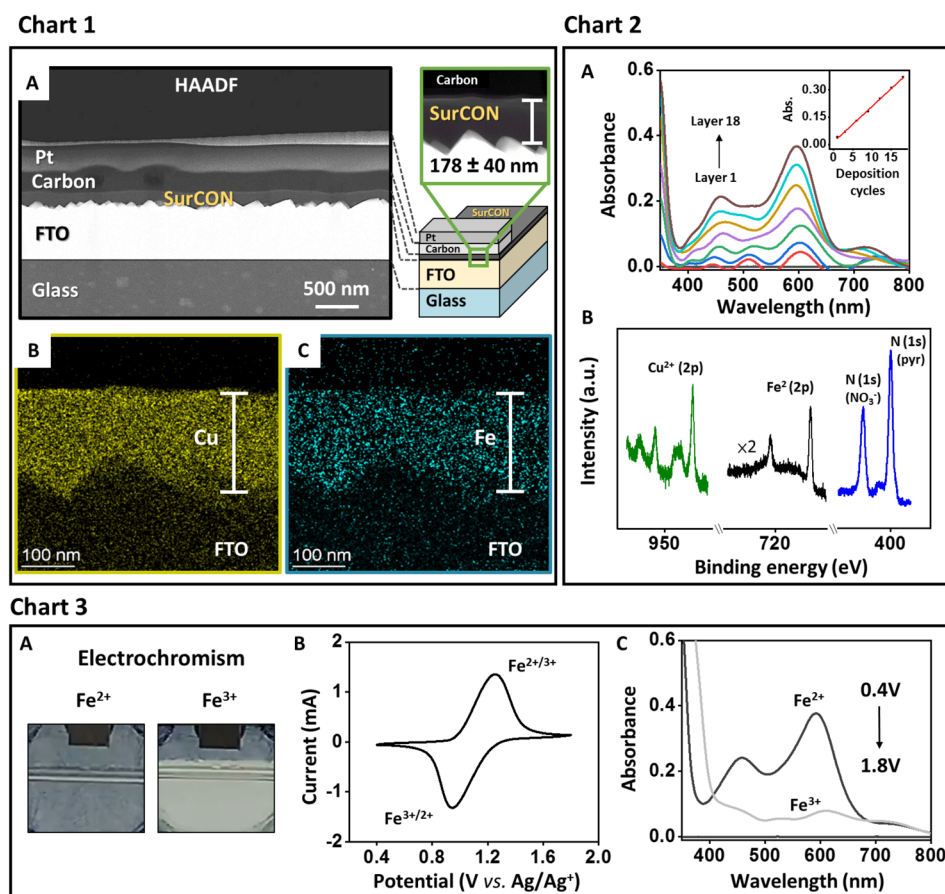 Chart 1
A
HAADF
Pt
Carbon
SurCON
FTO
Glass
500 nm
Carbon
SurCON
178 ± 40 nm
SurCON
Pt
Carbon
FTO
Glass
B
Cu
FTO
100 nm
C
Fe
FTO
100 nm
Chart 2
A
Absorbance
0.6
0.4
0.2
0.0
Layer 18
Layer 1
Abs.
0.30
0.15
0.00
5 10 15
Deposition
cycles
400 500 600 700 800
Wavelength (nm)
B
Intensity (a.u.)
Cu²⁺ (2p)
×2
Fe² (2p)
N (1s)
(NO₃⁻)
N (1s)
(pyr)
950 720 400
Binding energy (eV)
Chart 3
A
Electrochromism
Fe²⁺ Fe³⁺
B
Current (mA)
2
1
0
-1
-2
Fe²⁺/³⁺
Fe³⁺/²⁺
0.4 0.8 1.2 1.6 2.0
Potential (V vs. Ag/Ag⁺)
C
Absorbance
0.6
0.4
0.2
0.0
Fe²⁺
Fe³⁺
0.4V
1.8V
400 500 600 700 800
Wavelength (nm)